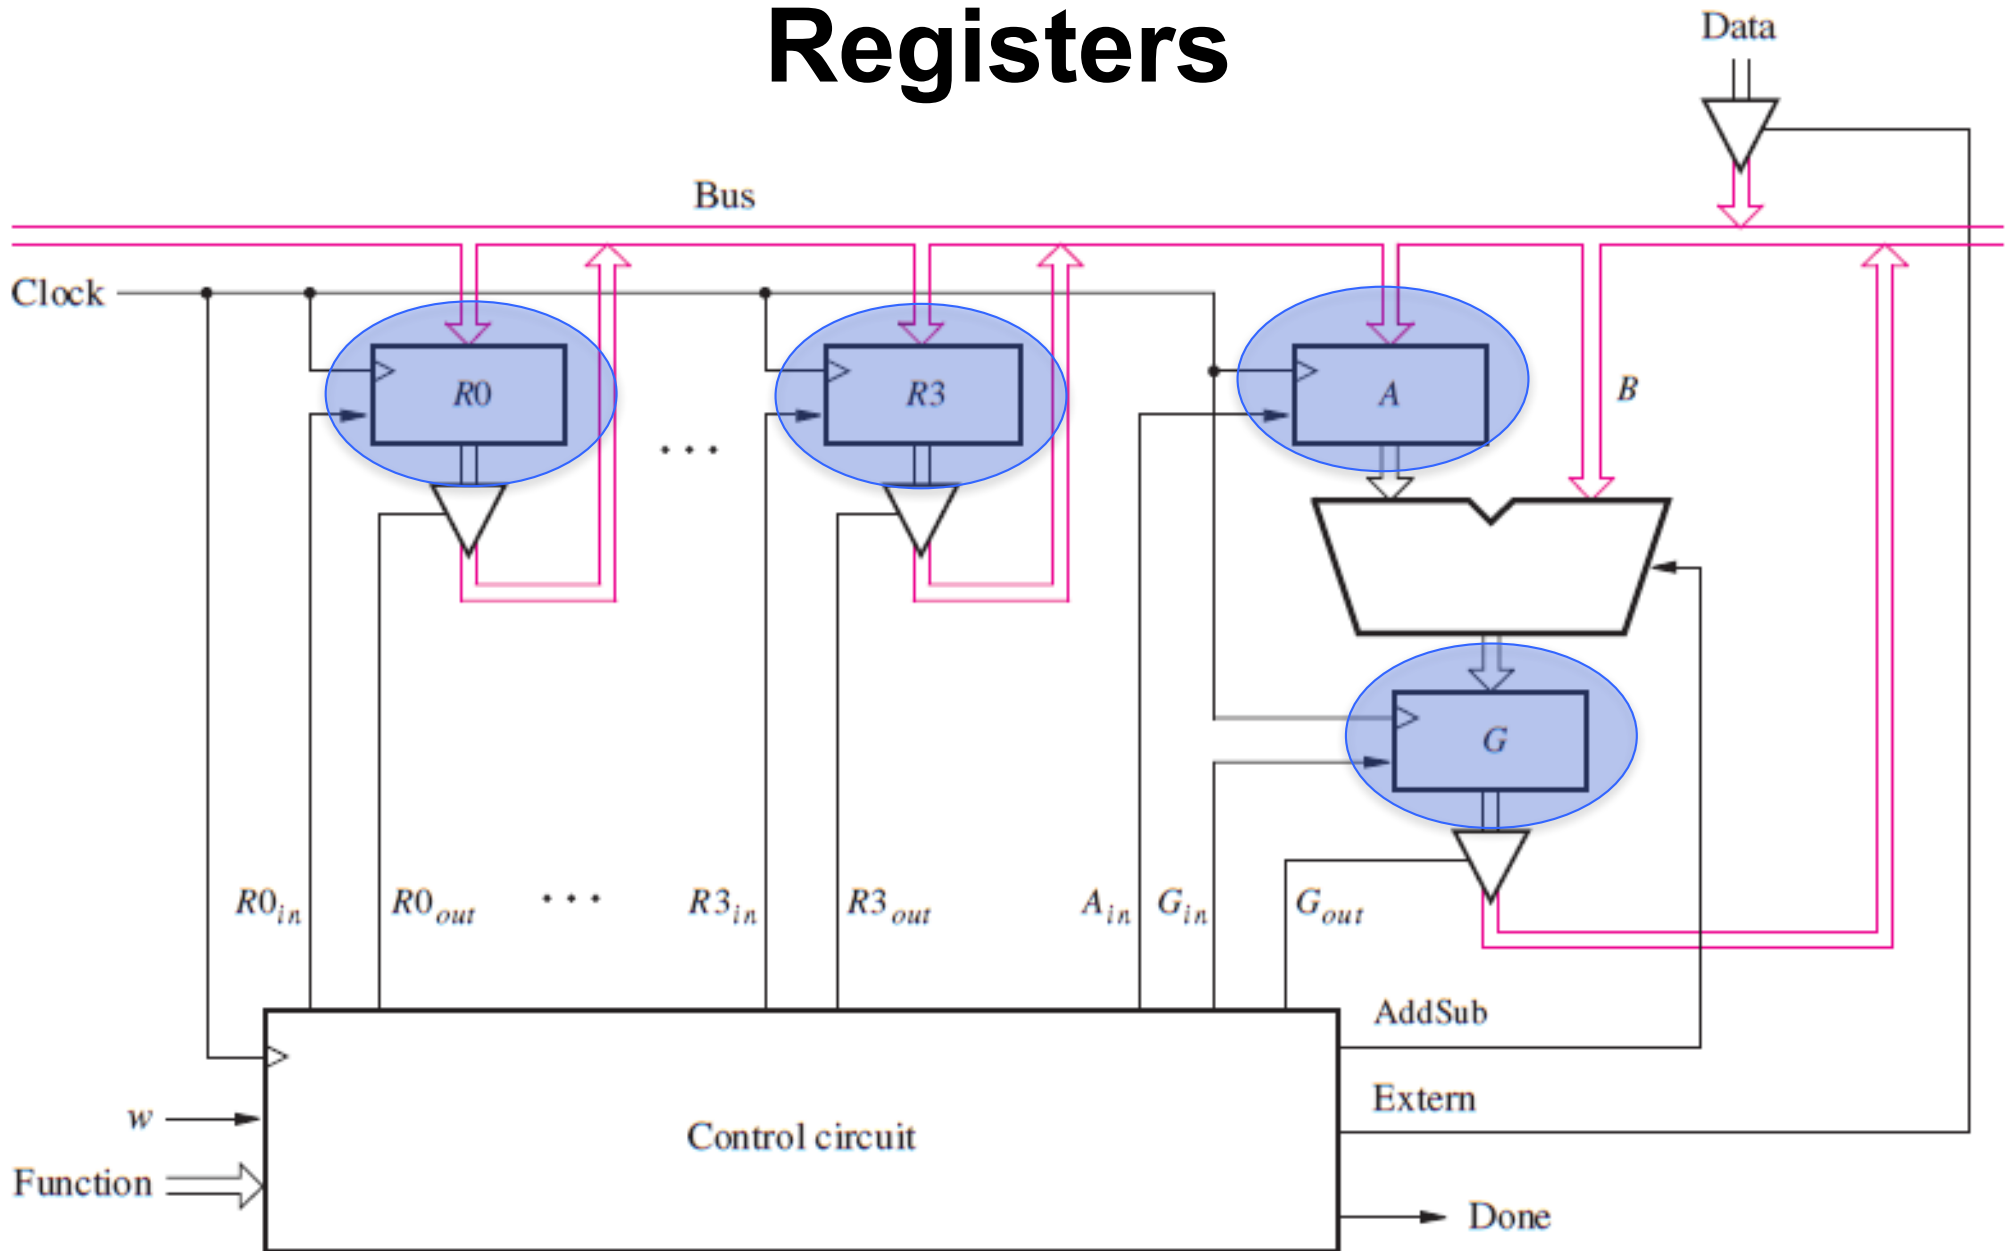 Registers
Data
Bus
Clock
R0
R3
A
B
. . .
G
R0in
R0out
. . .
R3in
R3out
Ain
Gin
Gout
AddSub
Extern
w
Control circuit
Function
Done